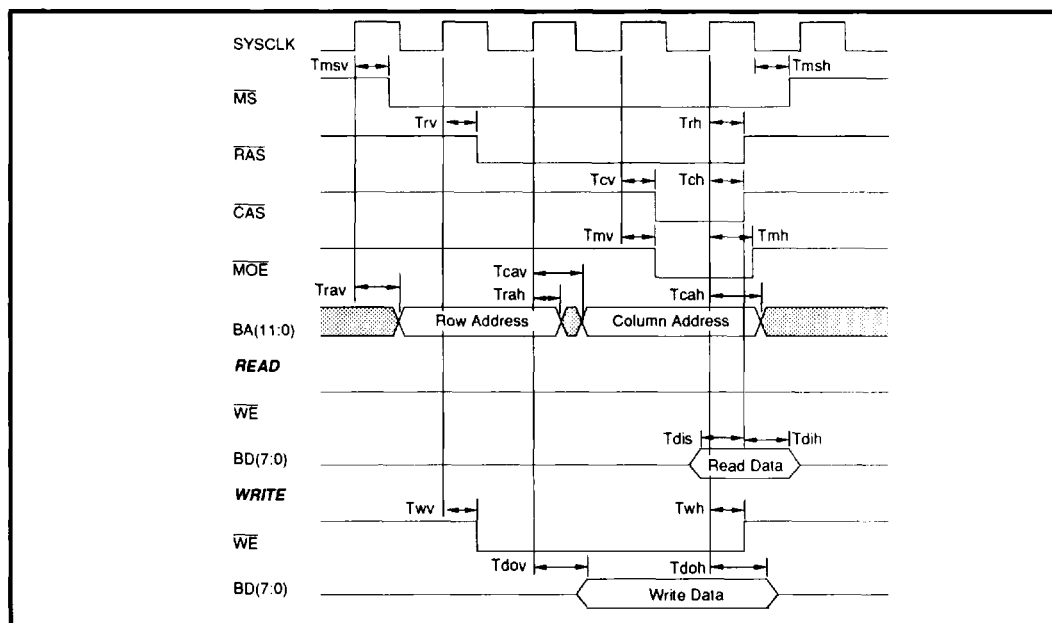 SYSCLK
Tmsv
Tmsh
MS
Trv
Trh
RAS
Tcv
Tch
CAS
Tmv
Tmh
MOE
Tcav
Trav
Trah
Tcah
BA(11:0)
Row Address
Column Address
READ
WE
Tdis
Tdih
BD(7:0)
Read Data
WRITE
Twv
Twh
WE
Tdov
Tdoh
BD(7:0)
Write Data